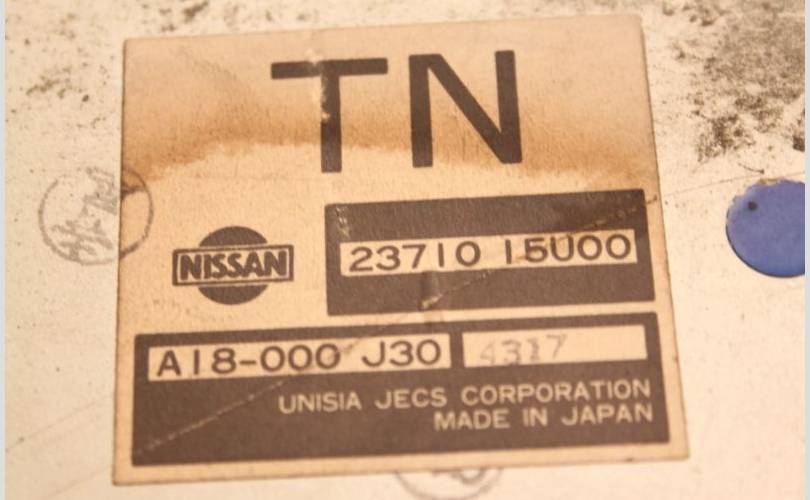 TN
NISSAN
23710 15U00
A18-000 J30
4317
UNISIA JECS CORPORATION
MADE IN JAPAN